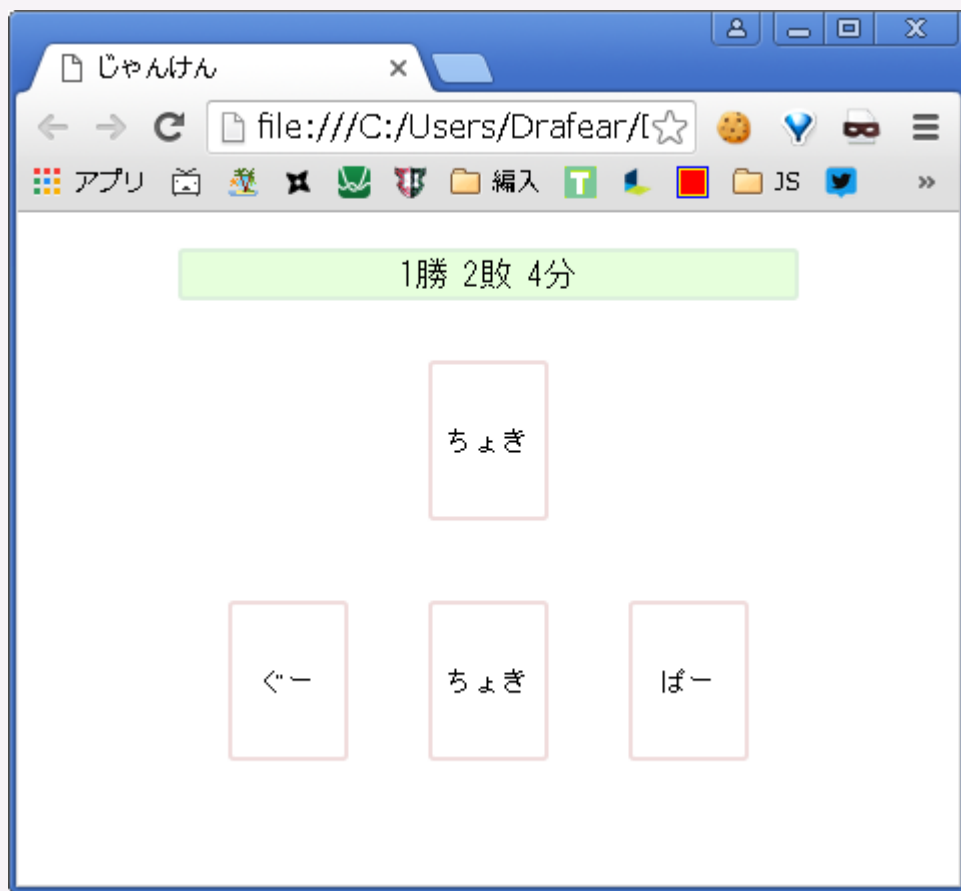 じゃんけん
file:///C:/Users/Drafear/[
アプリ 編入 JS »
1勝 2敗 4分
ちょき
ぐー ちょき ぱー